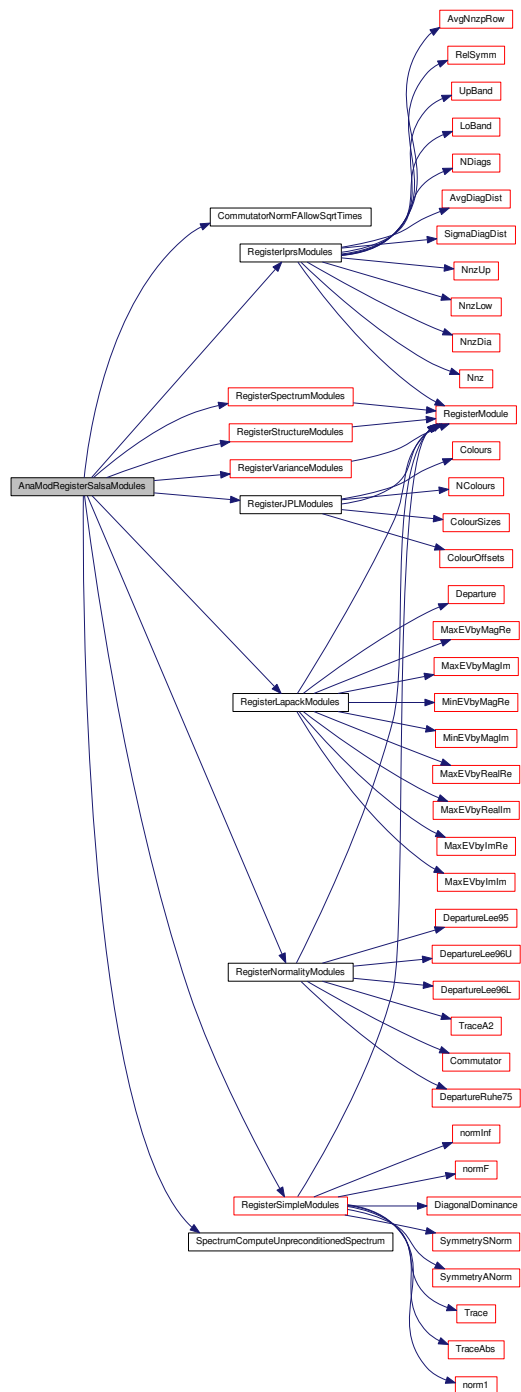 AvgNnzpRow
RelSymm
UpBand
LoBand
NDiags
AvgDiagDist
CommutatorNormFAllowSqrtTimes
SigmaDiagDist
RegisterIprsModules
NnzUp
NnzLow
NnzDia
Nnz
RegisterSpectrumModules
RegisterModule
RegisterStructureModules
Colours
RegisterVarianceModules
AnaModRegisterSalsaModules
NColours
RegisterJPLModules
ColourSizes
ColourOffsets
Departure
MaxEVbyMagRe
MaxEVbyMagIm
RegisterLapackModules
MinEVbyMagRe
MinEVbyMagIm
MaxEVbyRealRe
MaxEVbyRealIm
MaxEVbyImRe
MaxEVbyImIm
DepartureLee95
DepartureLee96U
RegisterNormalityModules
DepartureLee96L
TraceA2
Commutator
DepartureRuhe75
normInf
normF
RegisterSimpleModules
DiagonalDominance
SymmetrySNorm
SpectrumComputeUnpreconditionedSpectrum
SymmetryANorm
Trace
TraceAbs
norm1